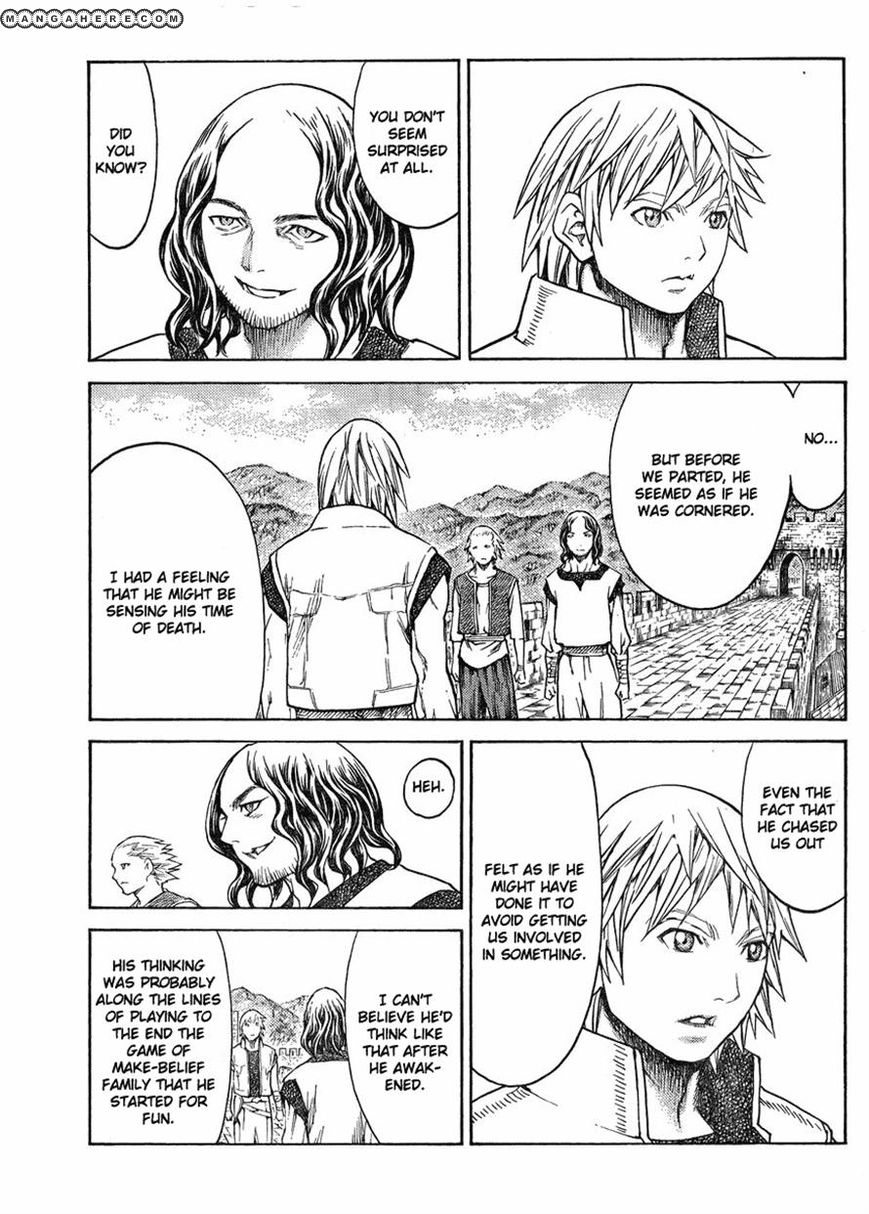 MANGAHERE.COM
YOU DON'T
SEEM
SURPRISED
AT ALL.
DID
YOU
KNOW?
NO...
BUT BEFORE
WE PARTED, HE
SEEMED AS IF HE
WAS CORNERED.
I HAD A FEELING
THAT HE MIGHT BE
SENSING HIS TIME
OF DEATH.
EVEN THE
FACT THAT
HE CHASED
US OUT
FELT AS IF HE
MIGHT HAVE
DONE IT TO
AVOID GETTING
US INVOLVED
IN SOMETHING.
HEH.
I CAN'T
BELIEVE HE'D
THINK LIKE
THAT AFTER
HE AWAK-
ENED.
HIS THINKING
WAS PROBABLY
ALONG THE LINES
OF PLAYING TO
THE END THE
GAME OF
MAKE-BELIEF
FAMILY THAT HE
STARTED FOR
FUN.